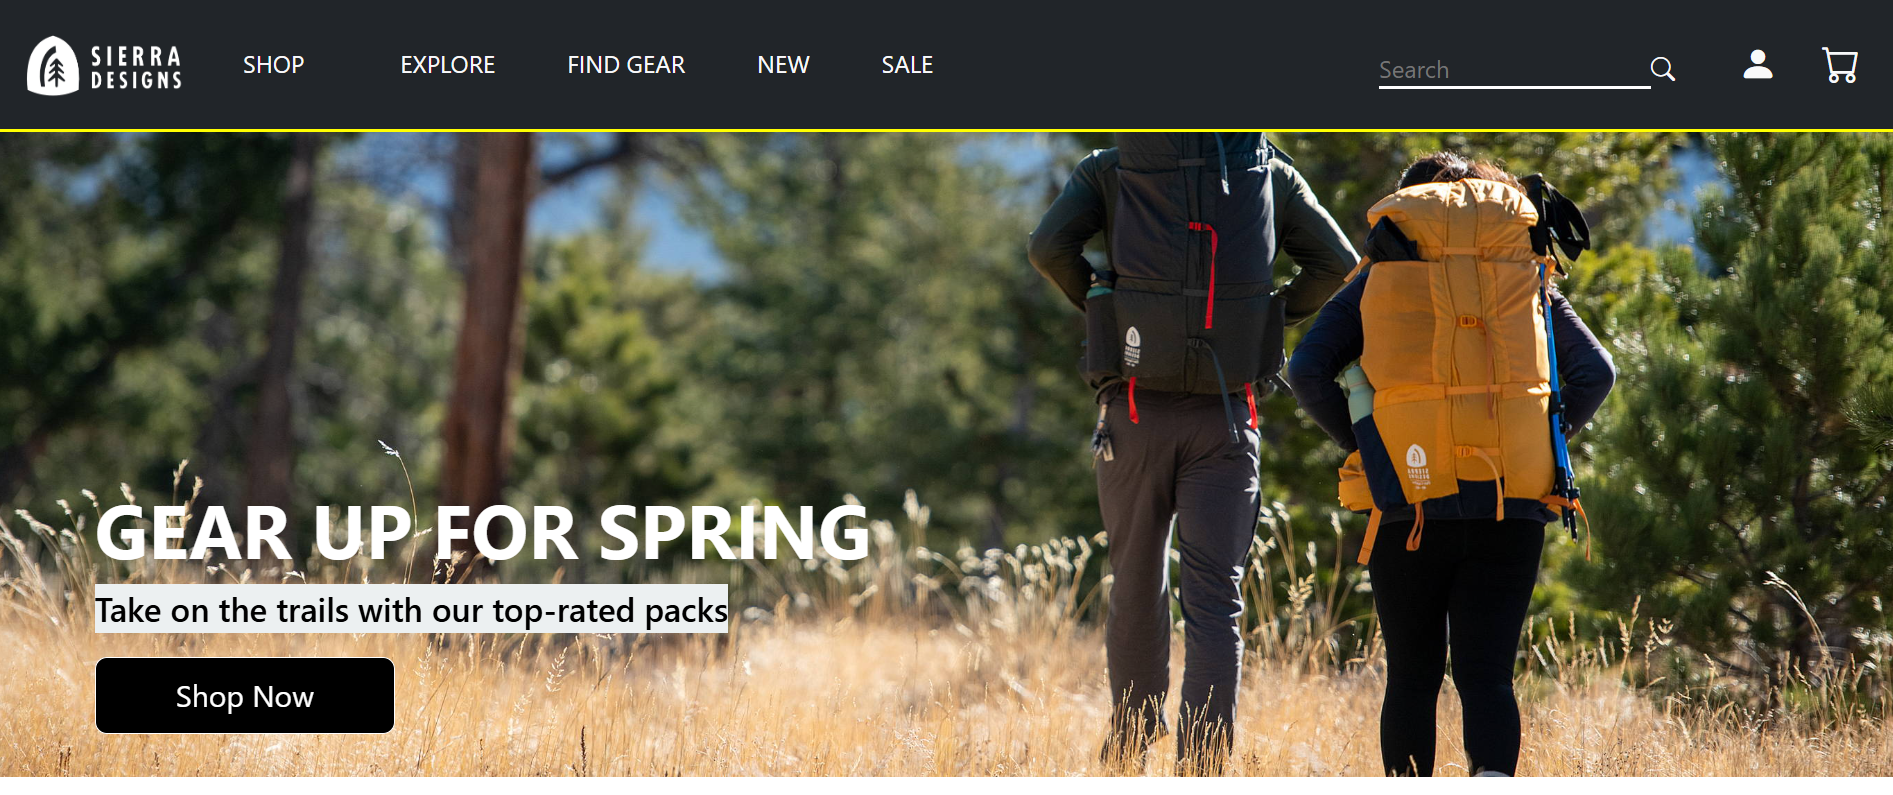 SIERRA
DESIGNS
SHOP
EXPLORE
FIND GEAR
NEW
SALE
Search
GEAR UP FOR SPRING
Take on the trails with our top-rated packs
Shop Now